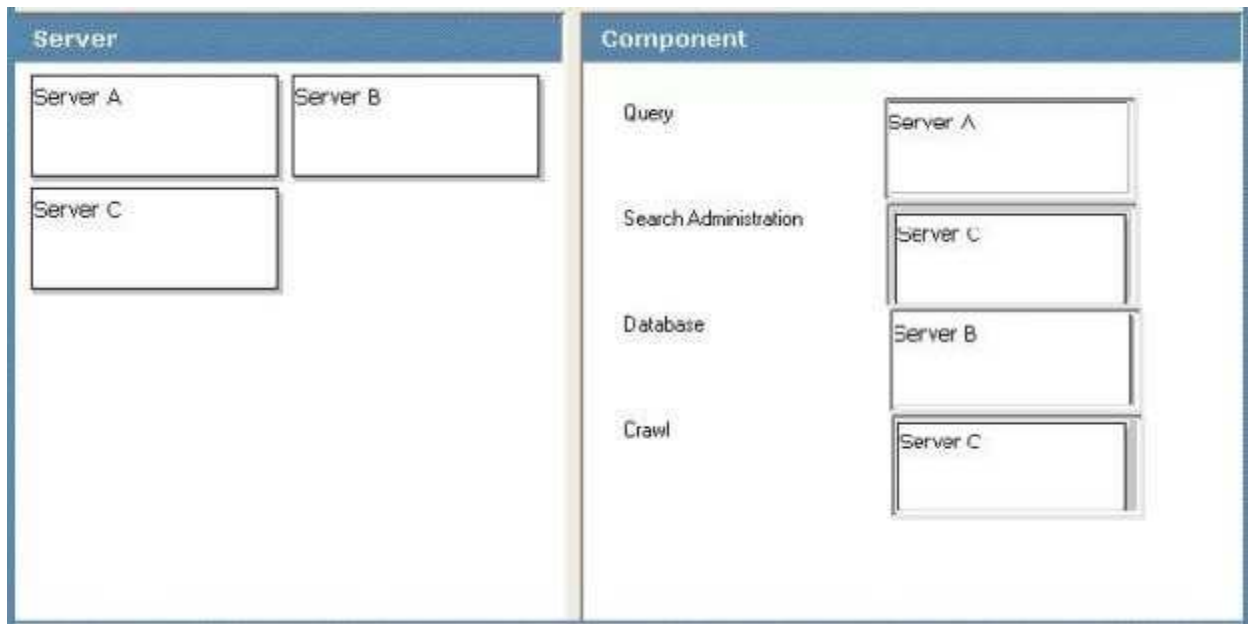 Server
Server A
Server B
Server C
Component
Query
Server A
Search Administration
Server C
Database
Server B
Crawl
Server C